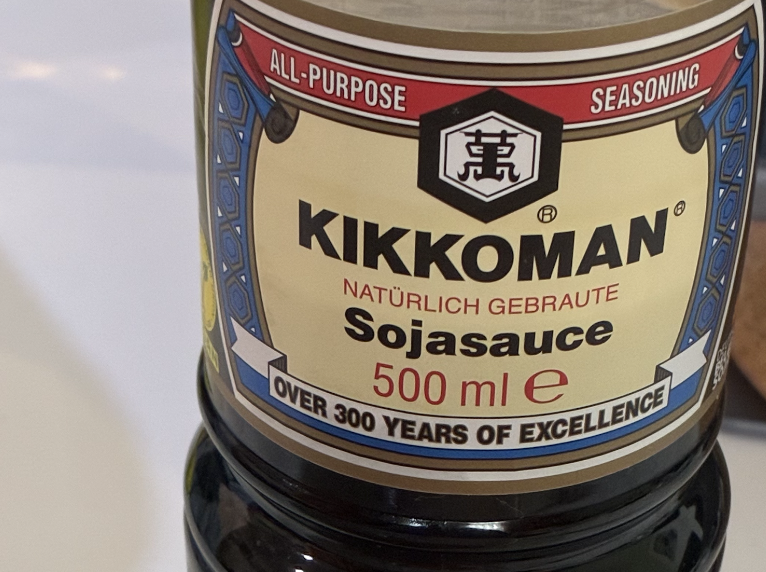 ALL-PURPOSE SEASONING
萬
KIKKOMAN®
NATÜRLICH GEBRAUTE
Sojasauce
500 ml ℮
OVER 300 YEARS OF EXCELLENCE